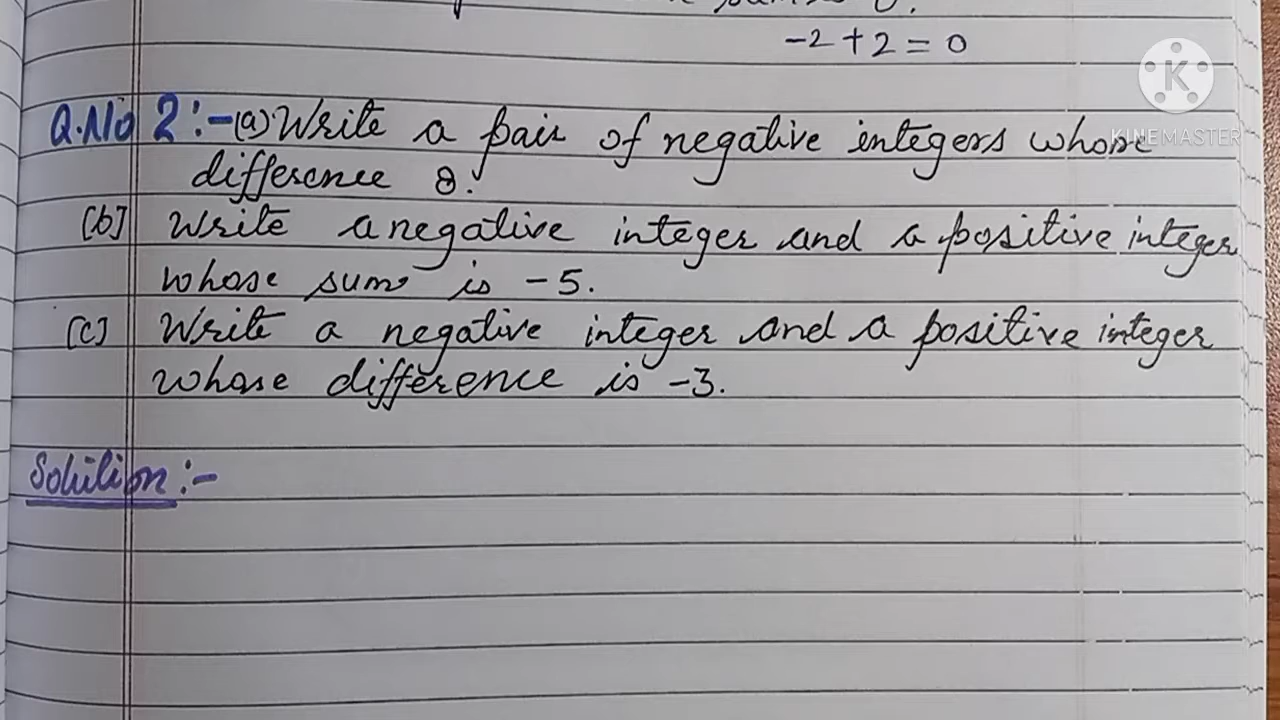 -2+2=0
Q.No 2:-(a) Write a pair of negative integers whose
difference 8.
(b) Write a negative integer and a positive integer
whose sum is -5.
(c) Write a negative integer and a positive integer
whose difference is -3.
Solution:-
K
KINEMASTER